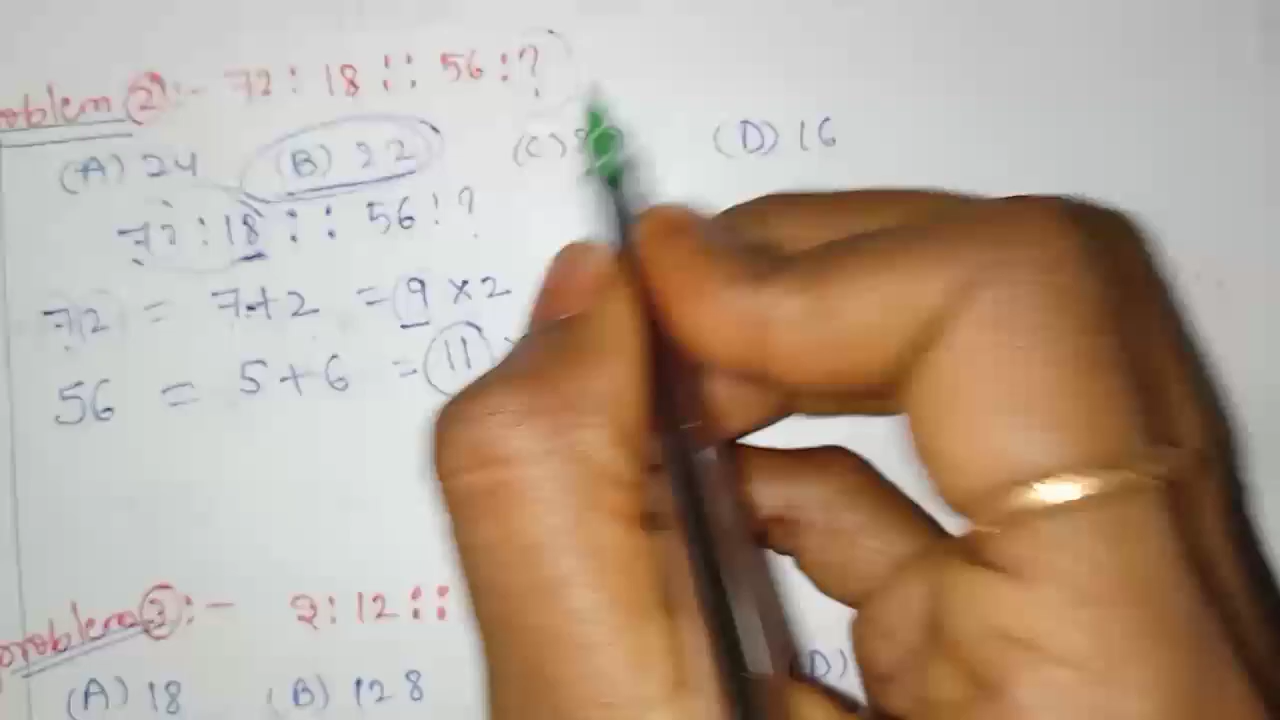 problem 2:- 72 : 18 :: 56 : ?
(A) 24 (B) 22 (C) (D) 16
72 : 18 :: 56 : ?
72 = 7+2 = 9 × 2
56 = 5+6 = 11
problem 3:- 2 : 12 ::
(A) 18 (B) 128 (D)